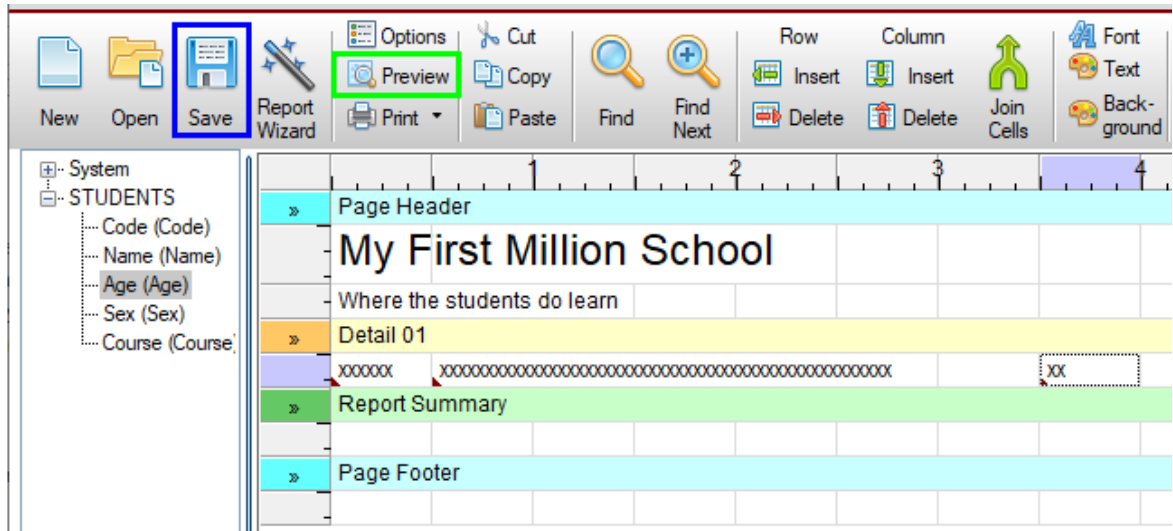 Options Cut Row Column Font
Preview Copy Insert Insert Text
New Open Save Report Wizard Print Paste Find Find Next Delete Delete Join Cells Back-ground
System
STUDENTS
Code (Code)
Name (Name)
Age (Age)
Sex (Sex)
Course (Course)
1 2 3 4
» Page Header
My First Million School
Where the students do learn
» Detail 01
xxxxxx xxxxxxxxxxxxxxxxxxxxxxxxxxxxxxxxxxxxxxxxxxxxxxxxxx xx
» Report Summary
» Page Footer